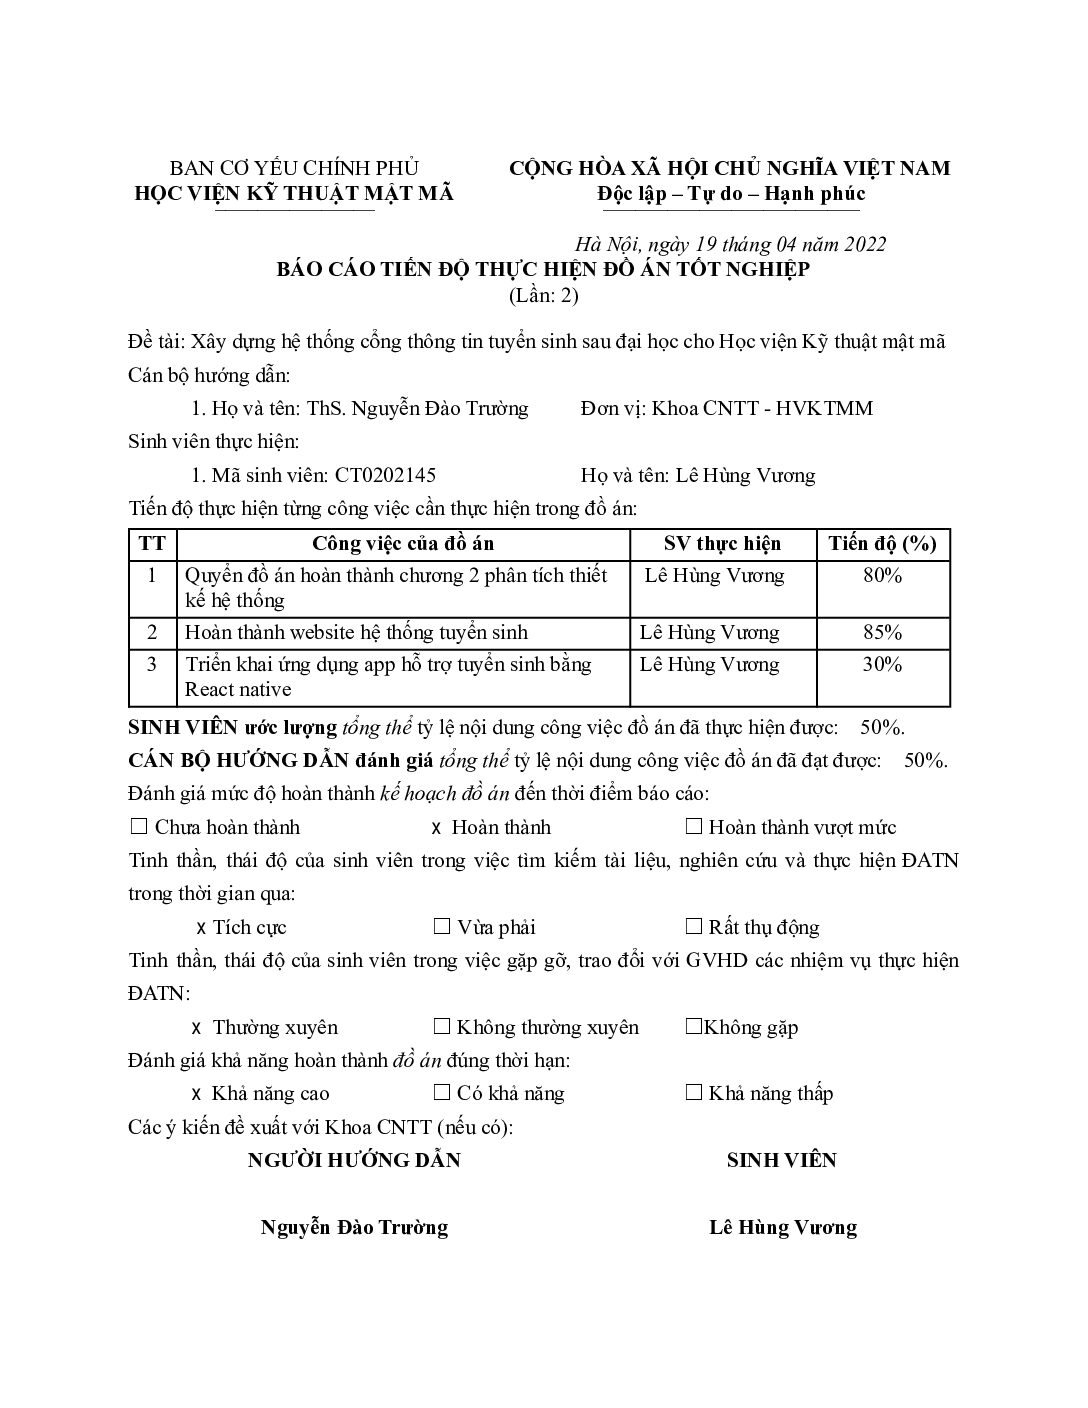 BAN CƠ YẾU CHÍNH PHỦ
HỌC VIỆN KỸ THUẬT MẬT MÃ
CỘNG HÒA XÃ HỘI CHỦ NGHĨA VIỆT NAM
Độc lập – Tự do – Hạnh phúc
Hà Nội, ngày 19 tháng 04 năm 2022
BÁO CÁO TIẾN ĐỘ THỰC HIỆN ĐỒ ÁN TỐT NGHIỆP
(Lần: 2)
Đề tài: Xây dựng hệ thống cổng thông tin tuyển sinh sau đại học cho Học viện Kỹ thuật mật mã
Cán bộ hướng dẫn:
1. Họ và tên: ThS. Nguyễn Đào Trường Đơn vị: Khoa CNTT - HVKTMM
Sinh viên thực hiện:
1. Mã sinh viên: CT0202145 Họ và tên: Lê Hùng Vương
Tiến độ thực hiện từng công việc cần thực hiện trong đồ án:
TT Công việc của đồ án SV thực hiện Tiến độ (%)
1 Quyển đồ án hoàn thành chương 2 phân tích thiết Lê Hùng Vương 80%
kế hệ thống
2 Hoàn thành website hệ thống tuyển sinh Lê Hùng Vương 85%
3 Triển khai ứng dụng app hỗ trợ tuyển sinh bằng Lê Hùng Vương 30%
React native
SINH VIÊN ước lượng tổng thể tỷ lệ nội dung công việc đồ án đã thực hiện được: 50%.
CÁN BỘ HƯỚNG DẪN đánh giá tổng thể tỷ lệ nội dung công việc đồ án đã đạt được: 50%.
Đánh giá mức độ hoàn thành kế hoạch đồ án đến thời điểm báo cáo:
☐ Chưa hoàn thành x Hoàn thành ☐ Hoàn thành vượt mức
Tinh thần, thái độ của sinh viên trong việc tìm kiếm tài liệu, nghiên cứu và thực hiện ĐATN
trong thời gian qua:
x Tích cực ☐ Vừa phải ☐ Rất thụ động
Tinh thần, thái độ của sinh viên trong việc gặp gỡ, trao đổi với GVHD các nhiệm vụ thực hiện
ĐATN:
x Thường xuyên ☐ Không thường xuyên ☐Không gặp
Đánh giá khả năng hoàn thành đồ án đúng thời hạn:
x Khả năng cao ☐ Có khả năng ☐ Khả năng thấp
Các ý kiến đề xuất với Khoa CNTT (nếu có):
NGƯỜI HƯỚNG DẪN SINH VIÊN
Nguyễn Đào Trường Lê Hùng Vương